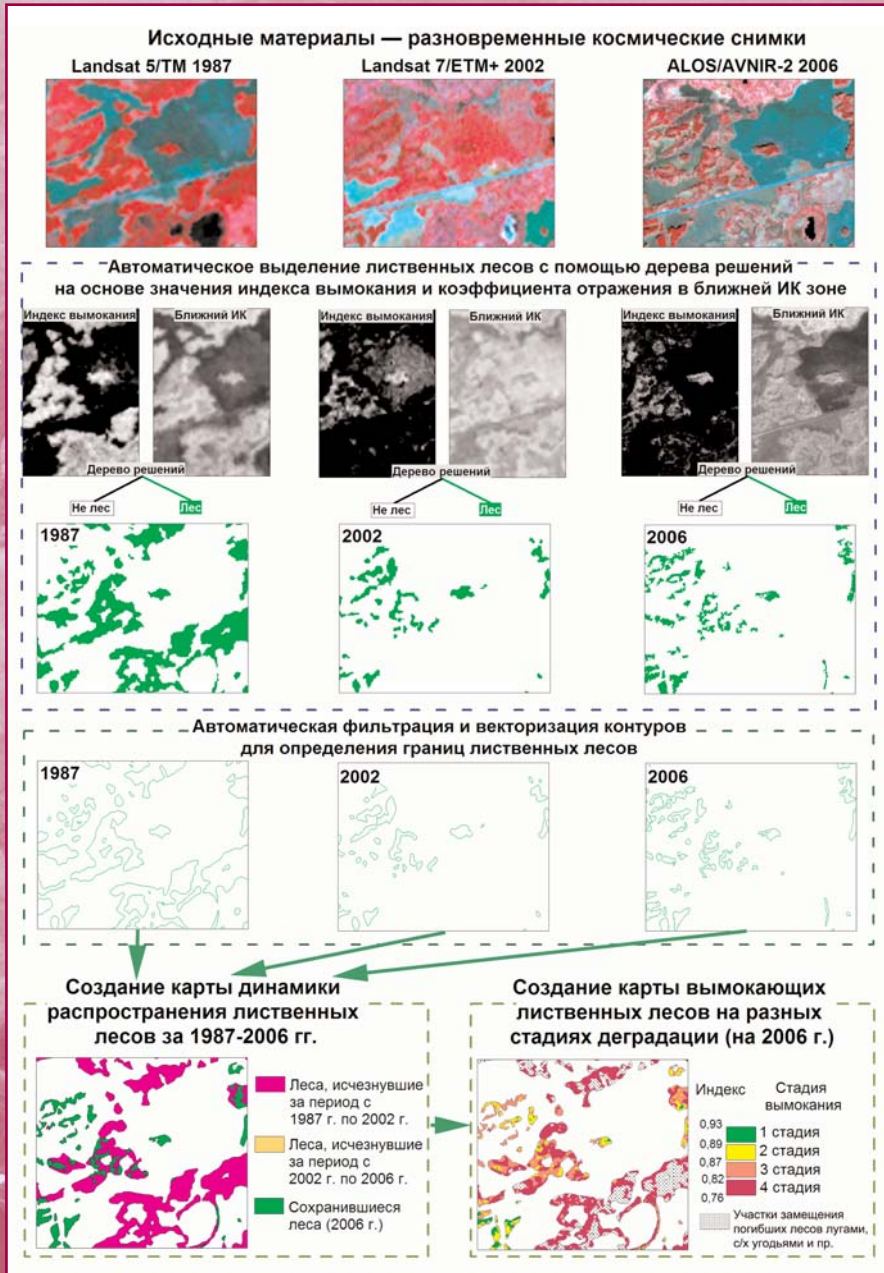 Исходные материалы — разновременные космические снимки
Landsat 5/TM 1987
Landsat 7/ETM+ 2002
ALOS/AVNIR-2 2006
Автоматическое выделение лиственных лесов с помощью дерева решений
на основе значения индекса вымокания и коэффициента отражения в ближней ИК зоне
Индекс вымокания
Ближний ИК
Индекс вымокания
Ближний ИК
Индекс вымокания
Ближний ИК
Дерево решений
Дерево решений
Дерево решений
Не лес
Лес
Не лес
Лес
Не лес
Лес
1987
2002
2006
Автоматическая фильтрация и векторизация контуров
для определения границ лиственных лесов
1987
2002
2006
Создание карты динамики
распространения лиственных
лесов за 1987-2006 гг.
Леса, исчезнувшие
за период с
1987 г. по 2002 г.
Леса, исчезнувшие
за период с
2002 г. по 2006 г.
Сохранившиеся
леса (2006 г.)
Создание карты вымокающих
лиственных лесов на разных
стадиях деградации (на 2006 г.)
Индекс
Стадия
вымокания
0,93
0,89
0,87
0,82
0,76
1 стадия
2 стадия
3 стадия
4 стадия
Участки замещения
погибших лесов лугами,
с/х угодьями и пр.